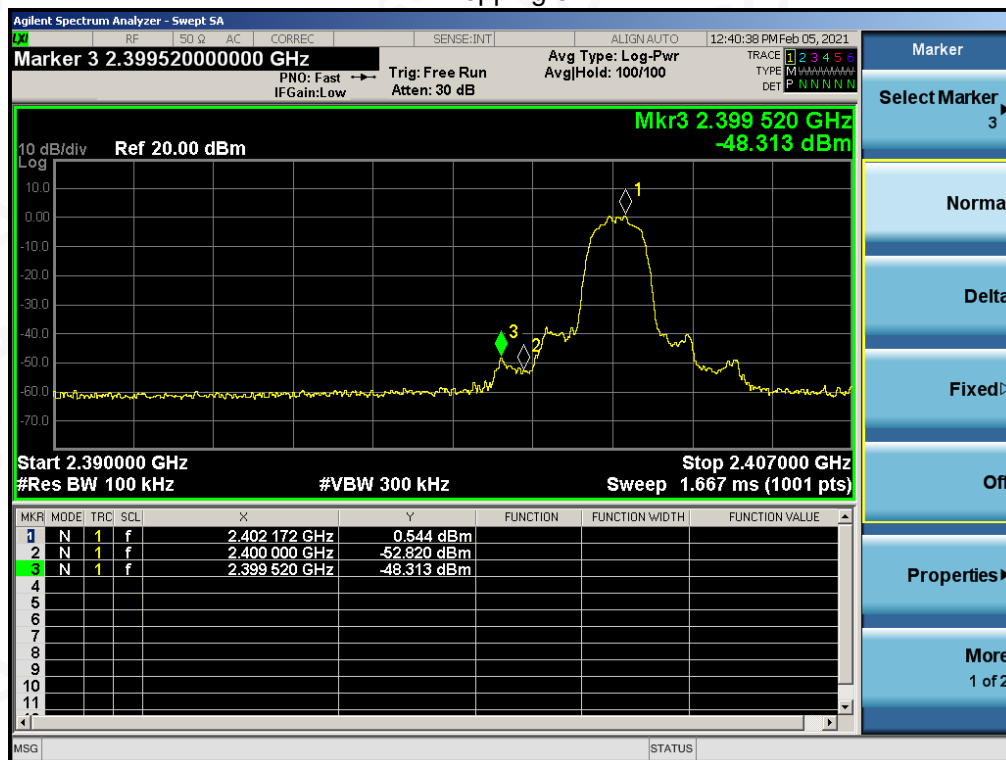 Agilent Spectrum Analyzer - Swept SA
LXI RF 50 Ω AC CORREC SENSE:INT ALIGN AUTO 12:40:38 PM Feb 05, 2021
Marker 3 2.399520000000 GHz
PNO: Fast
IFGain:Low
Trig: Free Run
Atten: 30 dB
Avg Type: Log-Pwr
Avg|Hold: 100/100
TRACE 1 2 3 4 5 6
TYPE M WWWWW
DET P N N N N N
Mkr3 2.399 520 GHz
-48.313 dBm
10 dB/div Ref 20.00 dBm
Log
10.0
0.00
-10.0
-20.0
-30.0
-40.0
-50.0
-60.0
-70.0
1
3
2
Start 2.390000 GHz Stop 2.407000 GHz
#Res BW 100 kHz #VBW 300 kHz Sweep 1.667 ms (1001 pts)
MKR MODE TRC SCL X Y FUNCTION FUNCTION WIDTH FUNCTION VALUE
1 N 1 f 2.402 172 GHz 0.544 dBm
2 N 1 f 2.400 000 GHz -52.820 dBm
3 N 1 f 2.399 520 GHz -48.313 dBm
4
5
6
7
8
9
10
11
MSG STATUS
Marker
Select Marker
3
Norma
Delta
Fixed
Off
Properties
More
1 of 2